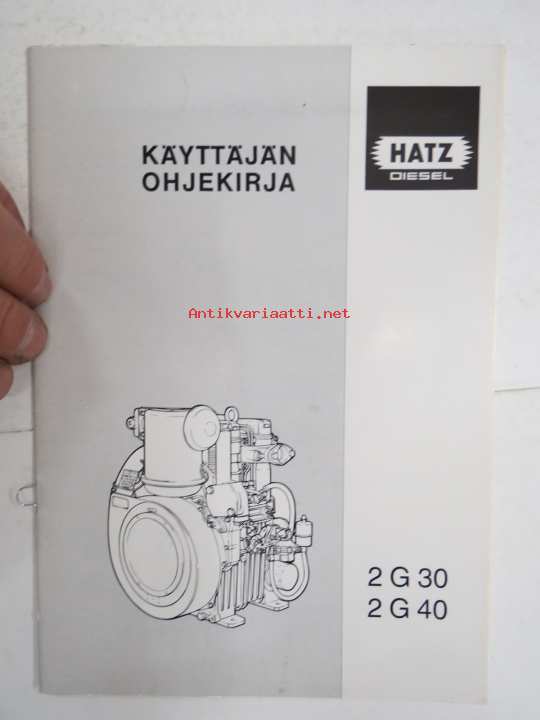 KÄYTTÄJÄN
OHJEKIRJA
HATZ
DIESEL
Antikvariaatti.net
2 G 30
2 G 40